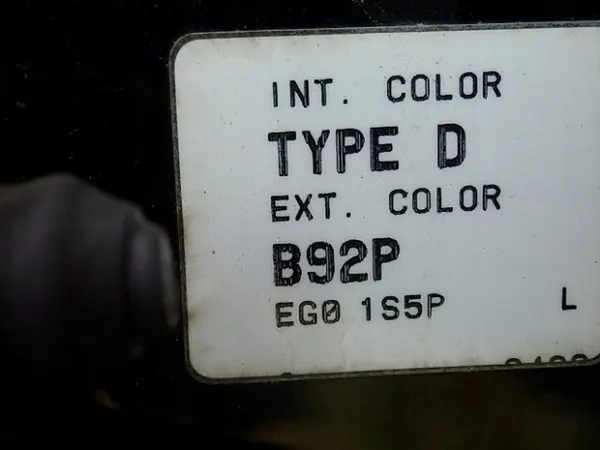 INT. COLOR
TYPE D
EXT. COLOR
B92P
EG0 1S5P L